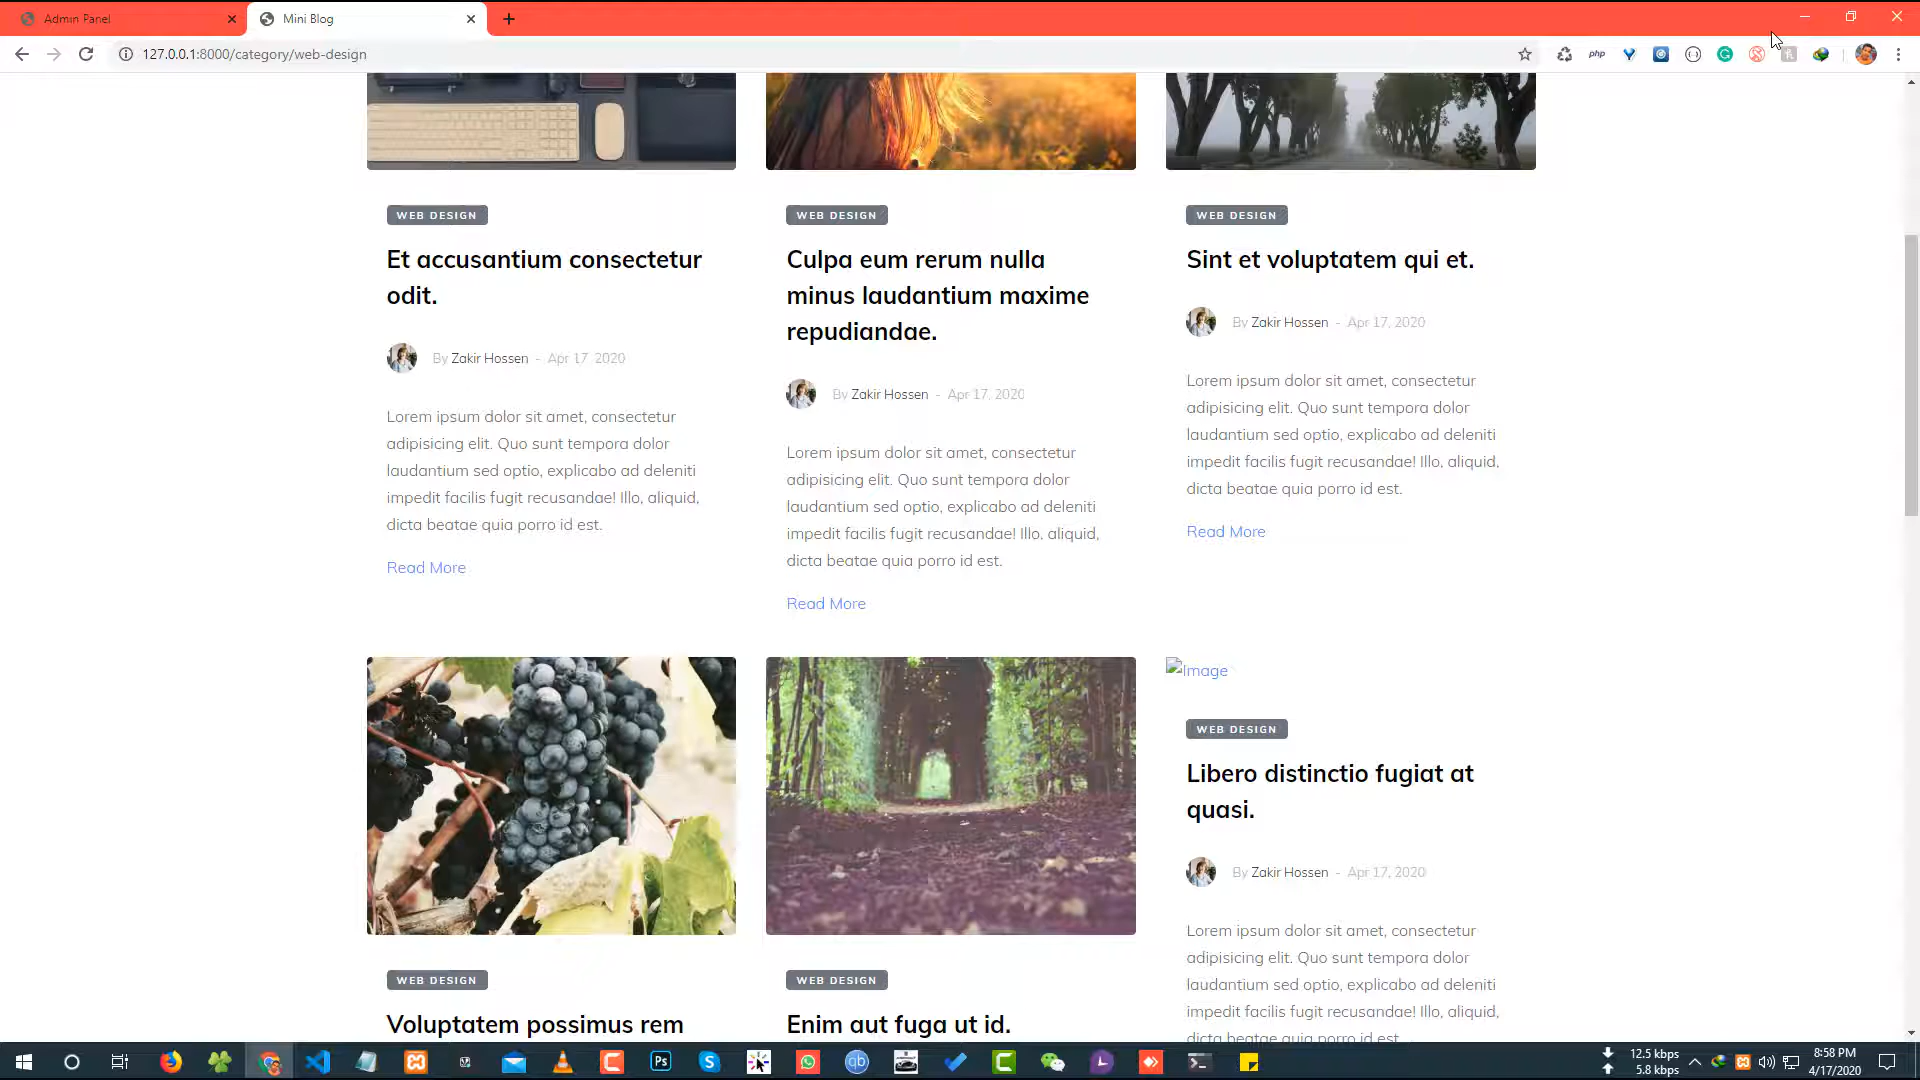 Admin Panel
Mini Blog
127.0.0.1:8000/category/web-design
php
WEB DESIGN
Et accusantium consectetur
odit.
By Zakir Hossen - Apr 17, 2020
Lorem ipsum dolor sit amet, consectetur
adipisicing elit. Quo sunt tempora dolor
laudantium sed optio, explicabo ad deleniti
impedit facilis fugit recusandae! Illo, aliquid,
dicta beatae quia porro id est.
Read More
WEB DESIGN
Culpa eum rerum nulla
minus laudantium maxime
repudiandae.
By Zakir Hossen - Apr 17, 2020
Lorem ipsum dolor sit amet, consectetur
adipisicing elit. Quo sunt tempora dolor
laudantium sed optio, explicabo ad deleniti
impedit facilis fugit recusandae! Illo, aliquid,
dicta beatae quia porro id est.
Read More
WEB DESIGN
Sint et voluptatem qui et.
By Zakir Hossen - Apr 17, 2020
Lorem ipsum dolor sit amet, consectetur
adipisicing elit. Quo sunt tempora dolor
laudantium sed optio, explicabo ad deleniti
impedit facilis fugit recusandae! Illo, aliquid,
dicta beatae quia porro id est.
Read More
WEB DESIGN
Voluptatem possimus rem
WEB DESIGN
Enim aut fuga ut id.
Image
WEB DESIGN
Libero distinctio fugiat at
quasi.
By Zakir Hossen - Apr 17, 2020
Lorem ipsum dolor sit amet, consectetur
adipisicing elit. Quo sunt tempora dolor
laudantium sed optio, explicabo ad deleniti
impedit facilis fugit recusandae! Illo, aliquid,
dicta beatae quia porro id est.
Ps
qb
12.5 kbps
5.8 kbps
8:58 PM
4/17/2020